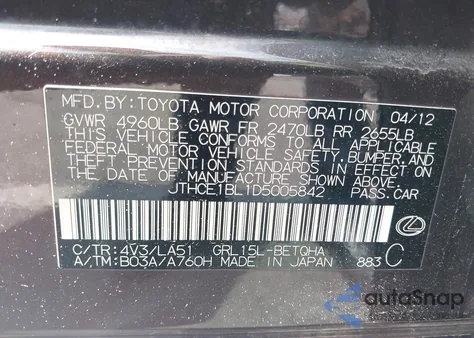 MFD. BY: TOYOTA MOTOR CORPORATION 04/12
GVWR 4960LB GAWR FR 2470LB RR 2655LB
THIS VEHICLE CONFORMS TO ALL APPLICABLE
FEDERAL MOTOR VEHICLE SAFETY, BUMPER, AND
THEFT PREVENTION STANDARDS IN EFFECT ON
THE DATE OF MANUFACTURE SHOWN ABOVE.
JTHCE1BL1D5005842 PASS.CAR
C/TR: 4V3/LA51 GRL15L-BETQHA
A/TM: B03A/A760H MADE IN JAPAN 883 C
autoSnap
POWERED BY